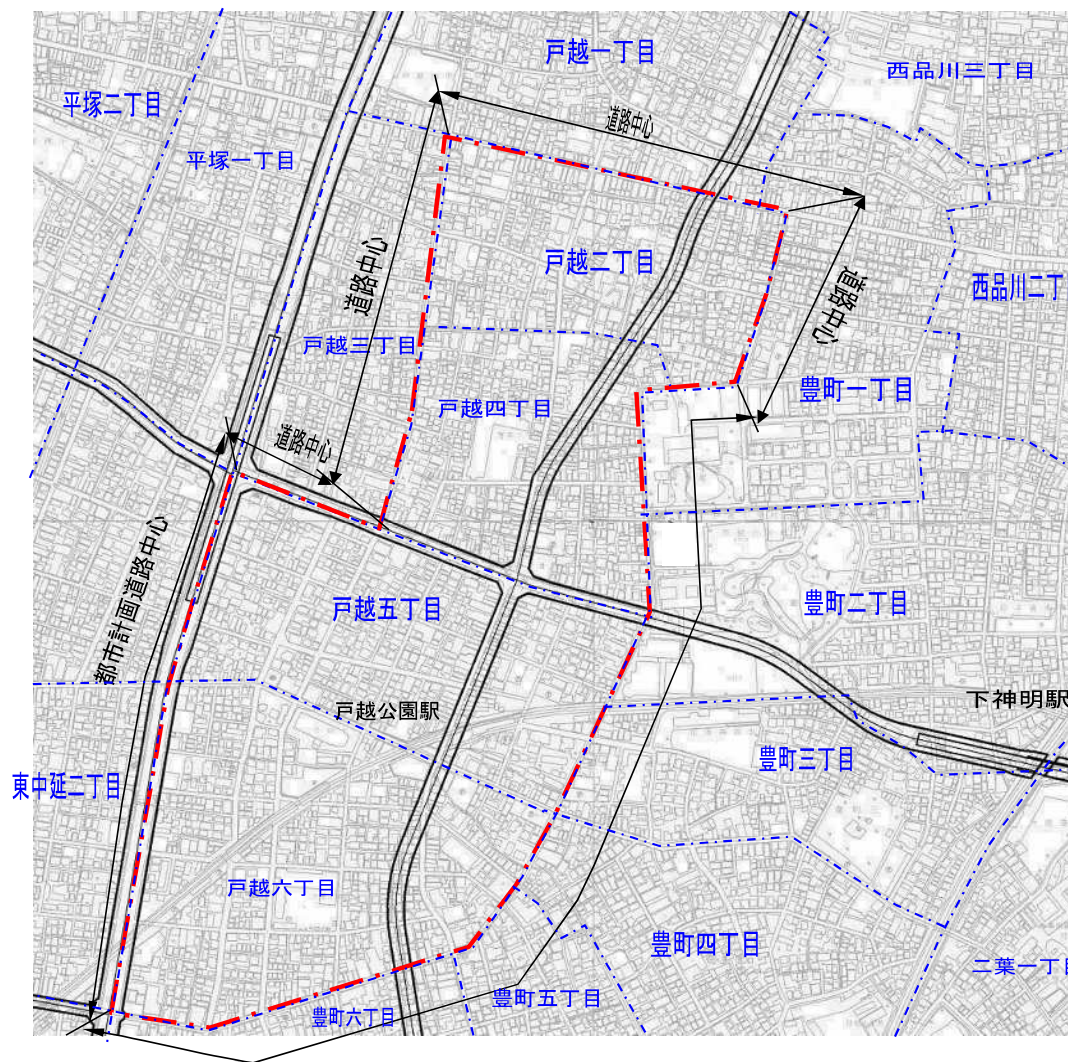 戸越一丁目
西品川三丁目
平塚二丁目
道路中心
平塚一丁目
戸越二丁目
道路中心
道路中心
西品川二丁
戸越三丁目
豊町一丁目
戸越四丁目
道路中心
都市計画道路中心
戸越五丁目
豊町二丁目
下神明駅
戸越公園駅
豊町三丁目
東中延二丁目
戸越六丁目
豊町四丁目
二葉一丁目
豊町五丁目
豊町六丁目